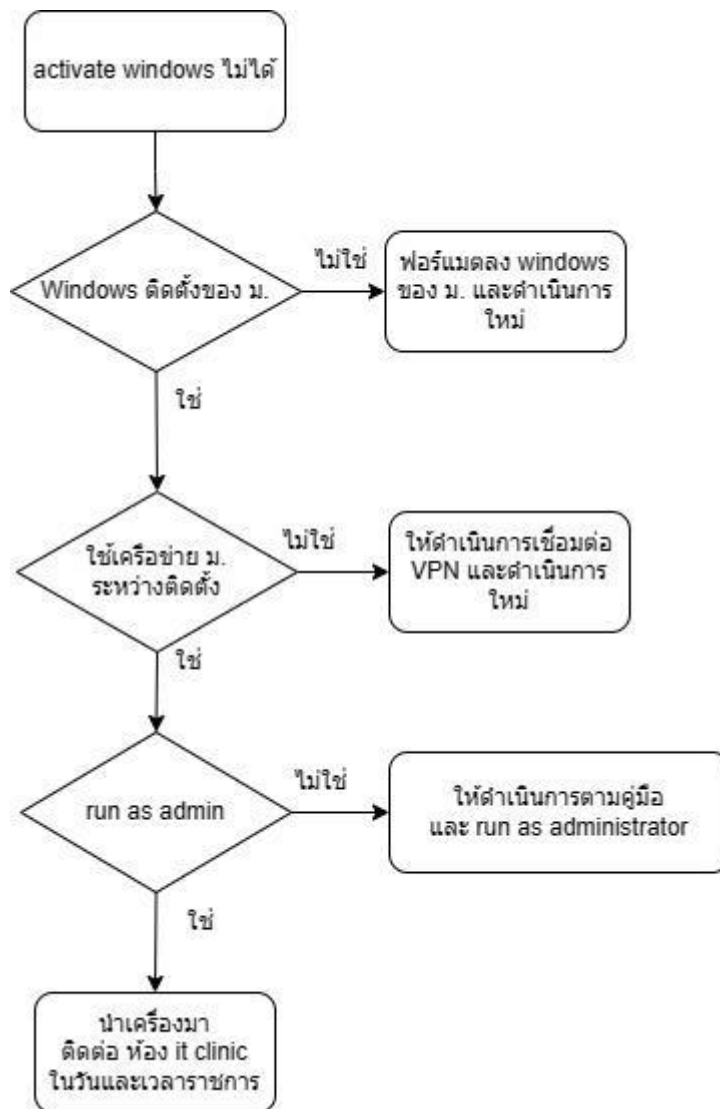 activate windows ไม่ได้
Windows ติดตั้งของ ม.
ไม่ใช่
ฟอร์แมตลง windows
ของ ม. และดำเนินการ
ใหม่
ใช่
ใช้เครือข่าย ม.
ระหว่างติดตั้ง
ไม่ใช่
ให้ดำเนินการเชื่อมต่อ
VPN และดำเนินการ
ใหม่
ใช่
run as admin
ไม่ใช่
ให้ดำเนินการตามคู่มือ
และ run as administrator
ใช่
นำเครื่องมา
ติดต่อ ห้อง it clinic
ในวันและเวลาราชการ